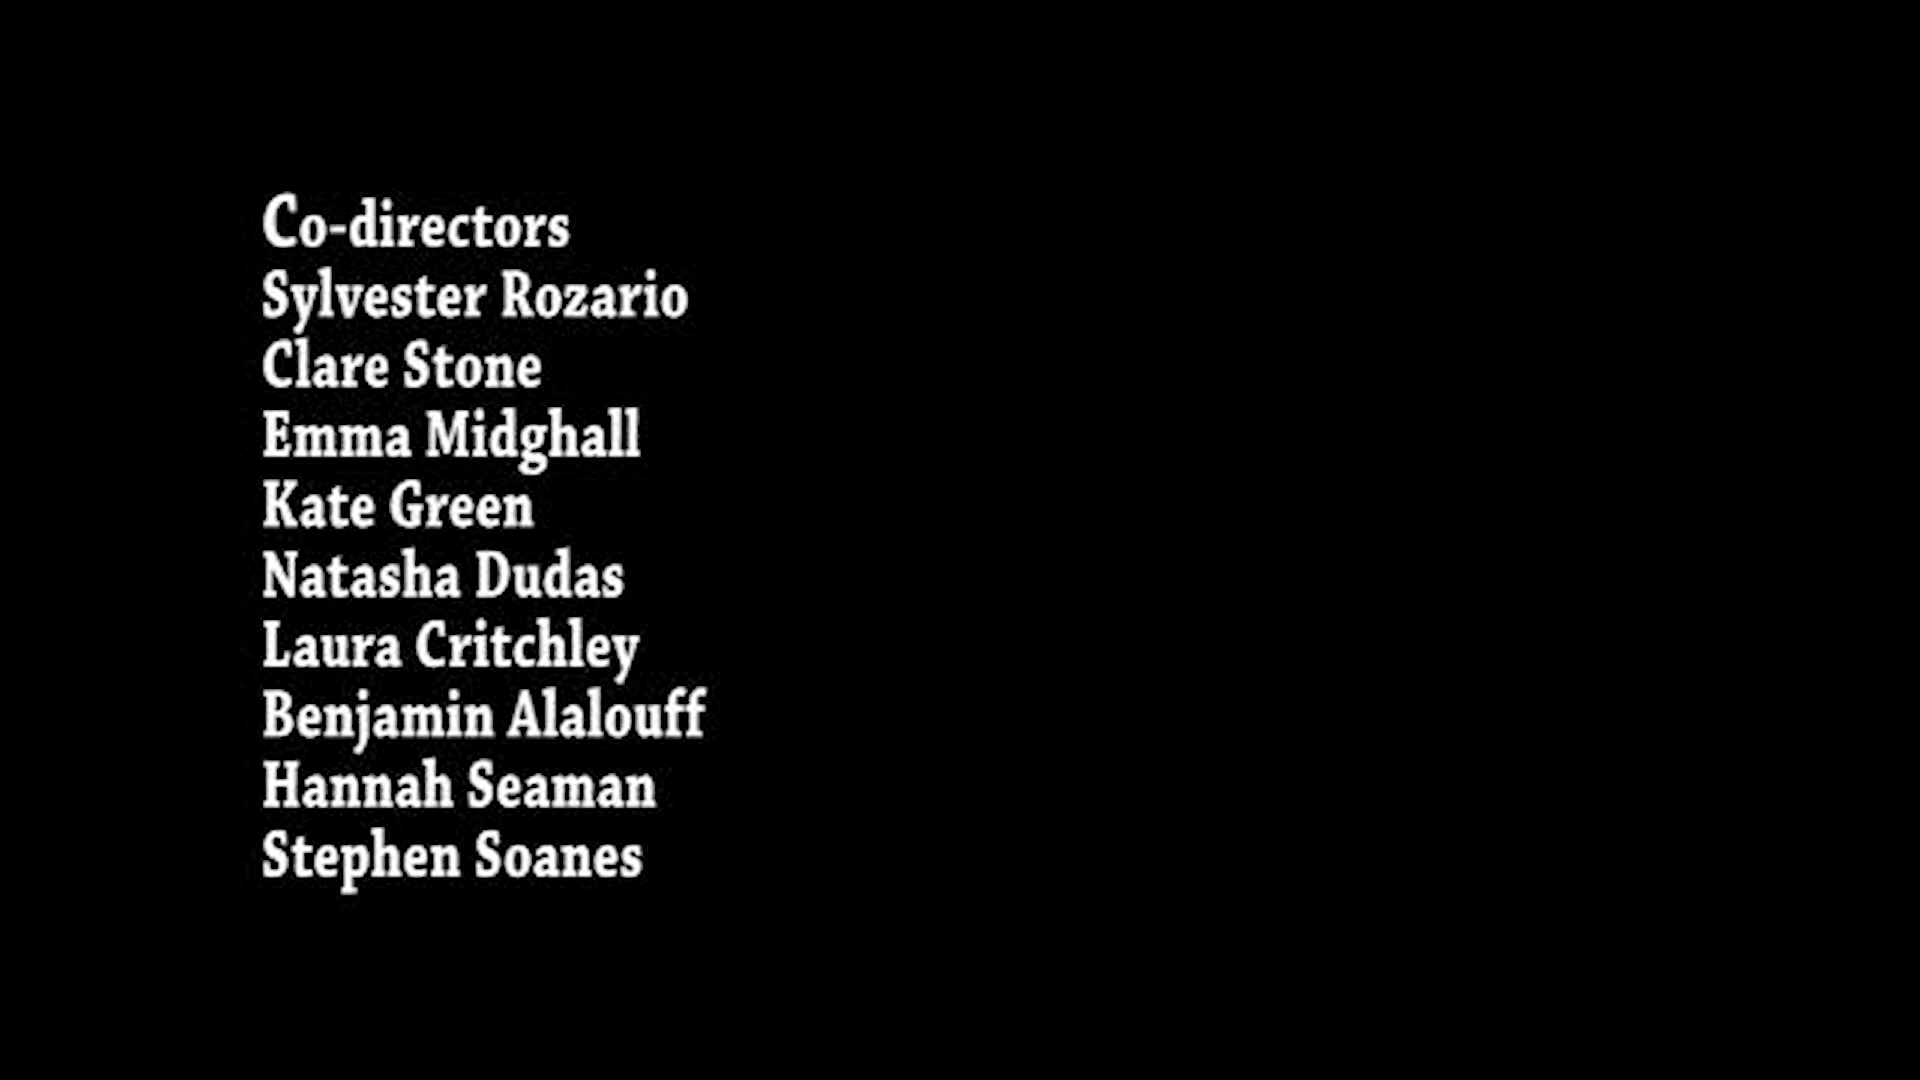 Co-directors
Sylvester Rozario
Clare Stone
Emma Midghall
Kate Green
Natasha Dudas
Laura Critchley
Benjamin Alalouff
Hannah Seaman
Stephen Soanes